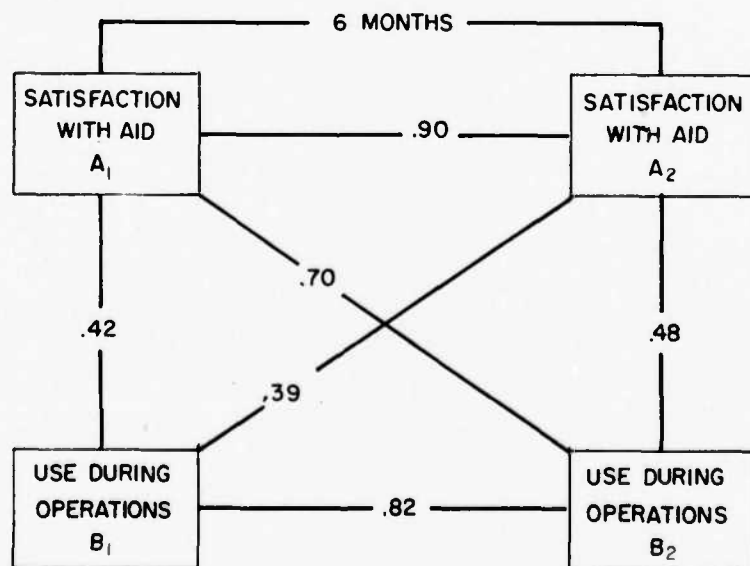 6 MONTHS
SATISFACTION
WITH AID
A₁
SATISFACTION
WITH AID
A₂
.90
.70
.42
.48
.39
USE DURING
OPERATIONS
B₁
USE DURING
OPERATIONS
B₂
.82